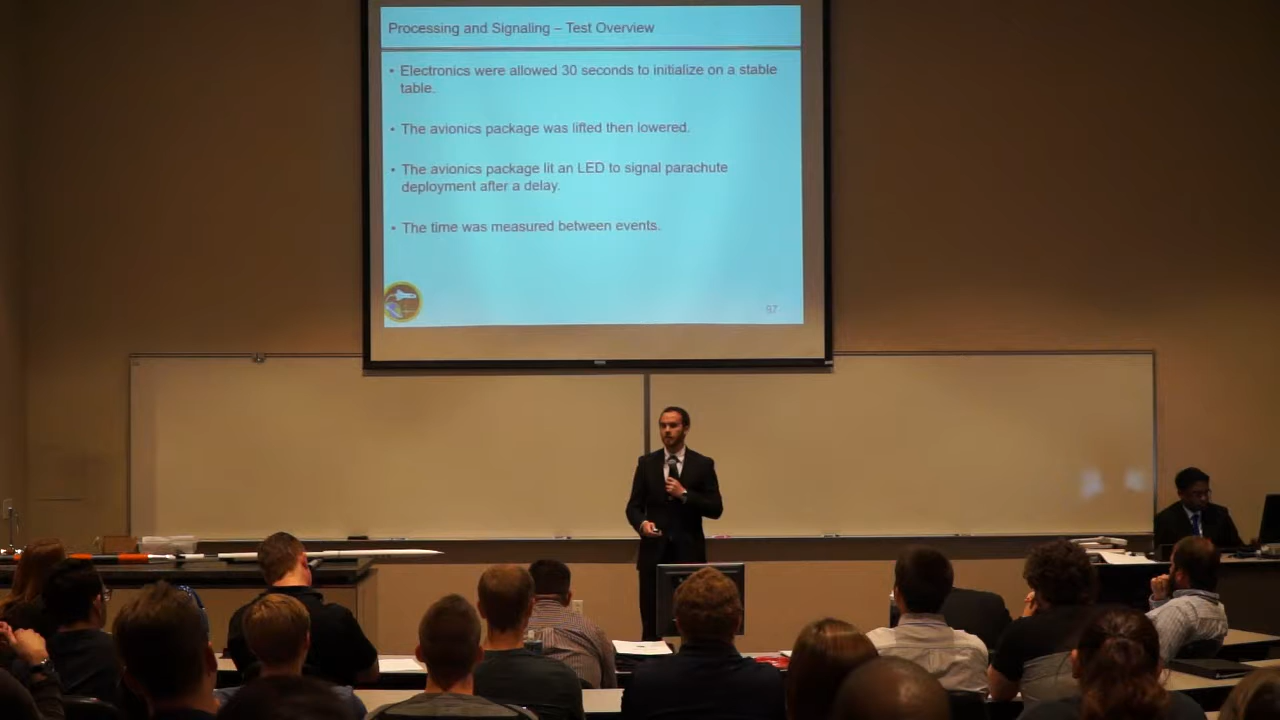 Processing and Signaling – Test Overview
• Electronics were allowed 30 seconds to initialize on a stable
table.
• The avionics package was lifted then lowered.
• The avionics package lit an LED to signal parachute
deployment after a delay.
• The time was measured between events.
97